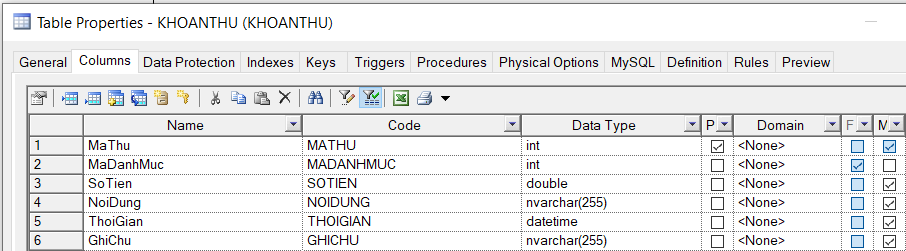 Table Properties - KHOANTHU (KHOANTHU)
General Columns Data Protection Indexes Keys Triggers Procedures Physical Options MySQL Definition Rules Preview
Name Code Data Type P Domain F M
1 MaThu MATHU int <None>
2 MaDanhMuc MADANHMUC int <None>
3 SoTien SOTIEN double <None>
4 NoiDung NOIDUNG nvarchar(255) <None>
5 ThoiGian THOIGIAN datetime <None>
6 GhiChu GHICHU nvarchar(255) <None>